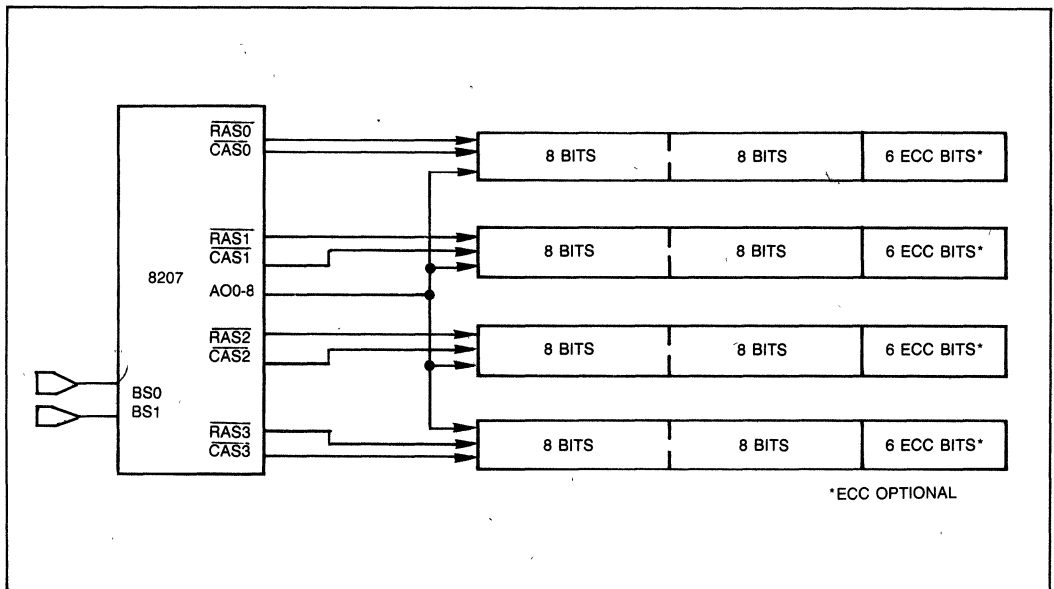 RAS0
CAS0
8 BITS 8 BITS 6 ECC BITS*
RAS1
CAS1
8 BITS 8 BITS 6 ECC BITS*
8207
AO0-8
RAS2
CAS2
8 BITS 8 BITS 6 ECC BITS*
BS0
BS1
RAS3
CAS3
8 BITS 8 BITS 6 ECC BITS*
*ECC OPTIONAL